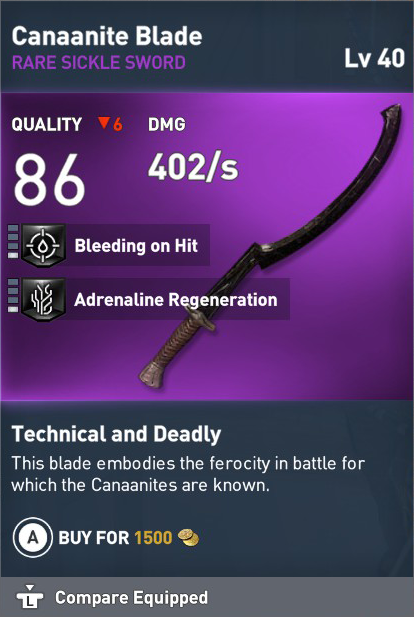 Canaanite Blade
RARE SICKLE SWORD
Lv 40
QUALITY ▼6 DMG
86 402/s
Bleeding on Hit
Adrenaline Regeneration
Technical and Deadly
This blade embodies the ferocity in battle for
which the Canaanites are known.
A BUY FOR 1500
L Compare Equipped